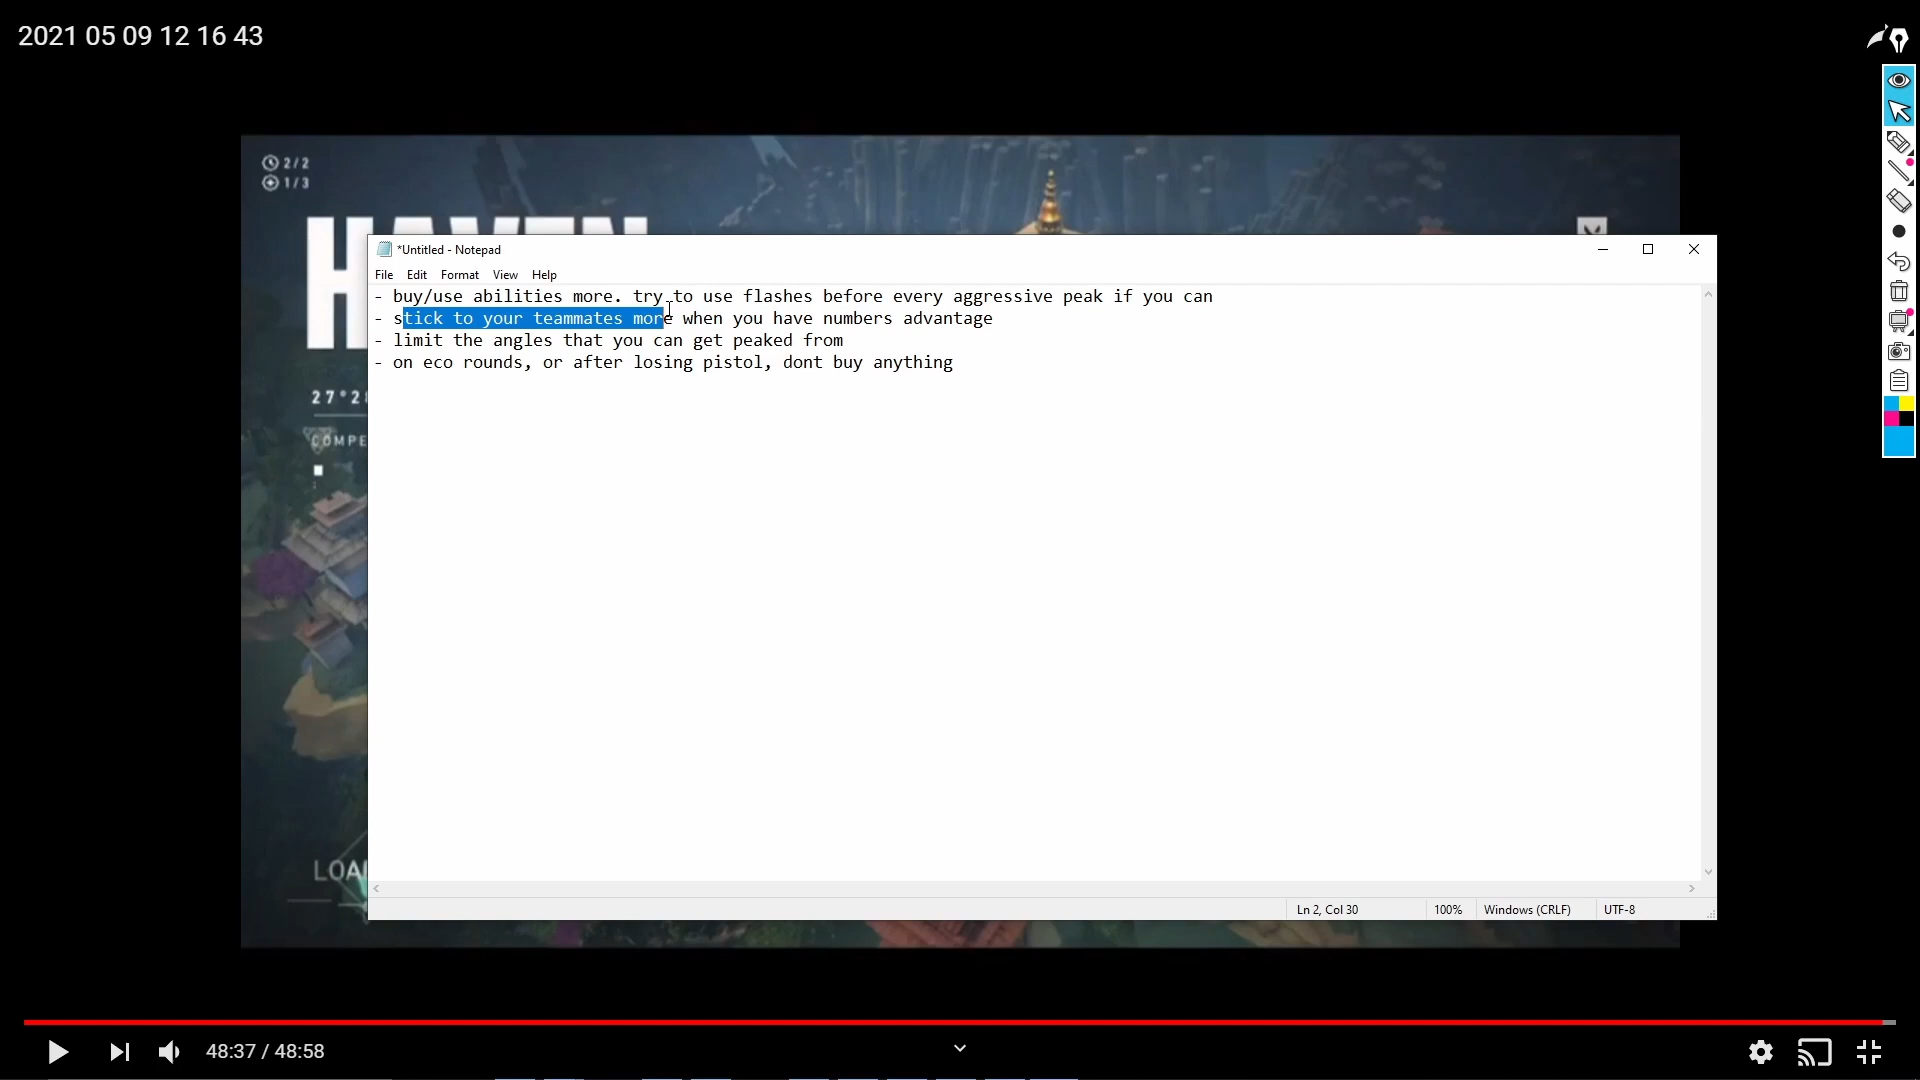 2021 05 09 12 16 43
2/2
1/3
*Untitled - Notepad
File Edit Format View Help
- buy/use abilities more. try to use flashes before every aggressive peak if you can
- stick to your teammates more when you have numbers advantage
- limit the angles that you can get peaked from
- on eco rounds, or after losing pistol, dont buy anything
COMPE
LOA
Ln 2, Col 30 100% Windows (CRLF) UTF-8
48:37 / 48:58